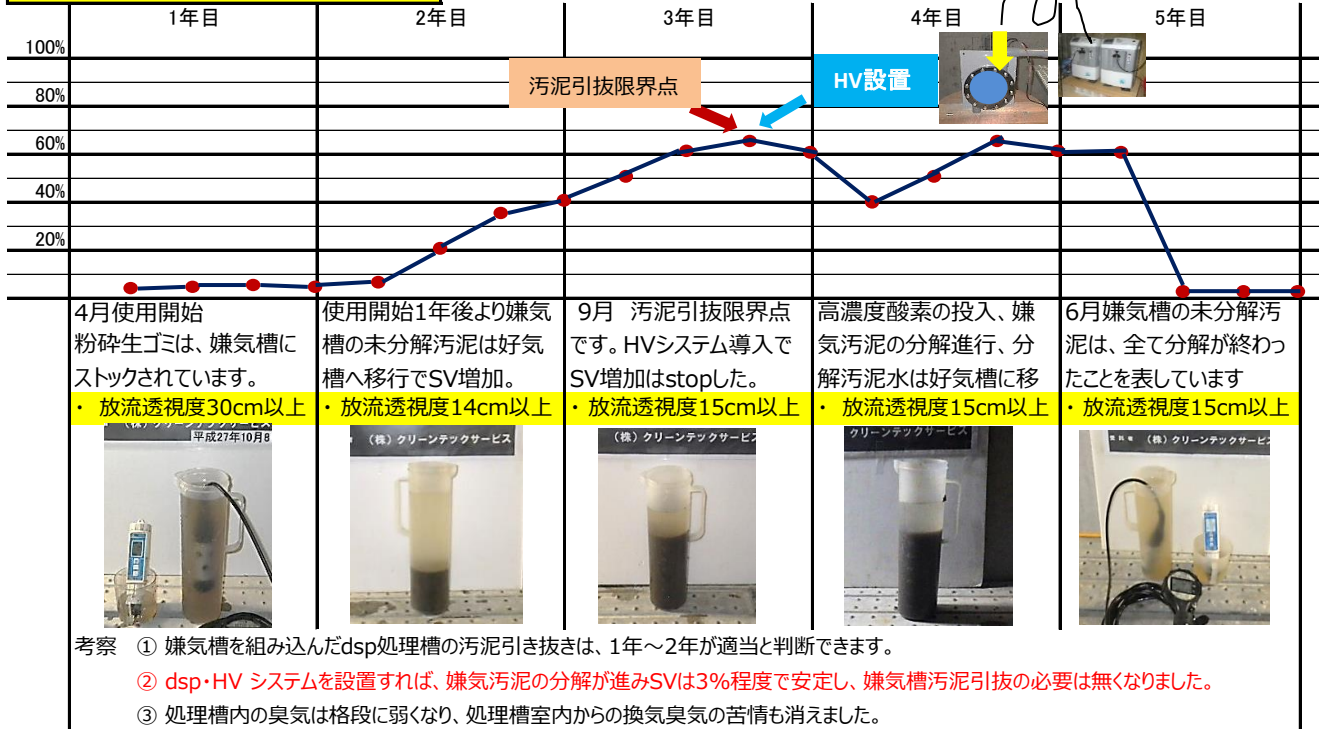 1年目
2年目
3年目
4年目
5年目
100%
80%
60%
40%
20%
汚泥引抜限界点
HV設置
4月使用開始
粉砕生ゴミは、嫌気槽に
ストックされています。
・ 放流透視度30cm以上
使用開始1年後より嫌気
槽の未分解汚泥は好気
槽へ移行でSV増加。
・ 放流透視度14cm以上
9月 汚泥引抜限界点
です。HVシステム導入で
SV増加はstopした。
・ 放流透視度15cm以上
高濃度酸素の投入、嫌
気汚泥の分解進行、分
解汚泥水は好気槽に移
・ 放流透視度15cm以上
6月嫌気槽の未分解汚
泥は、全て分解が終わっ
たことを表しています
・ 放流透視度15cm以上
(株)クリーンテックサービス
平成27年10月8
(株)クリーンテックサービス
(株)クリーンテックサービス
クリーンテックサービス
(株)クリーンテックサービ
考察 ① 嫌気槽を組み込んだdsp処理槽の汚泥引き抜きは、1年～2年が適当と判断できます。
② dsp・HV システムを設置すれば、嫌気汚泥の分解が進みSVは3%程度で安定し、嫌気槽汚泥引抜の必要は無くなりました。
③ 処理槽内の臭気は格段に弱くなり、処理槽室内からの換気臭気の苦情も消えました。